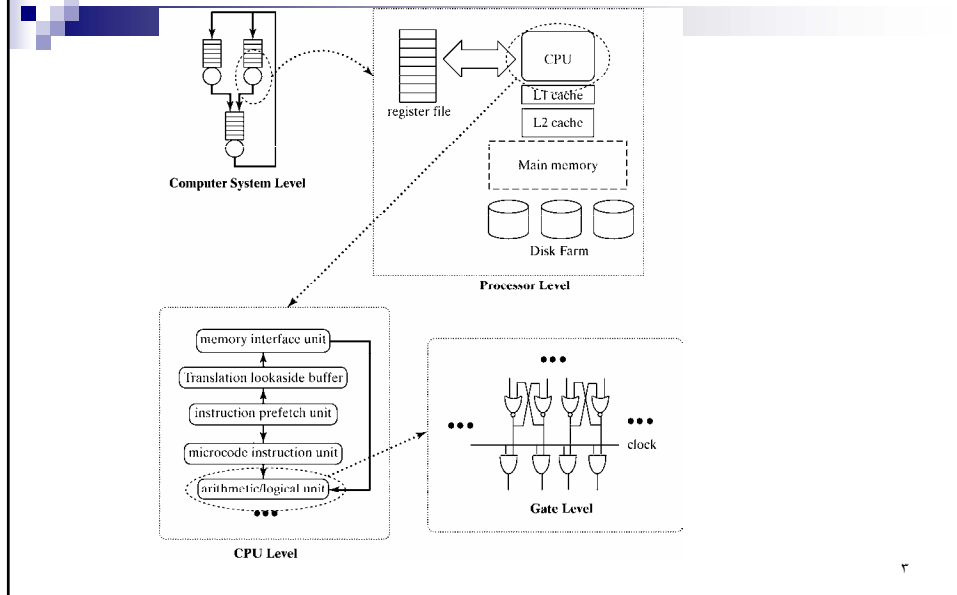 CPU
register file
L1 cache
L2 cache
Main memory
Computer System Level
Disk Farm
Processor Level
memory interface unit
Translation lookaside buffer
instruction prefetch unit
microcode instruction unit
arithmetic/logical unit
CPU Level
clock
Gate Level
۳